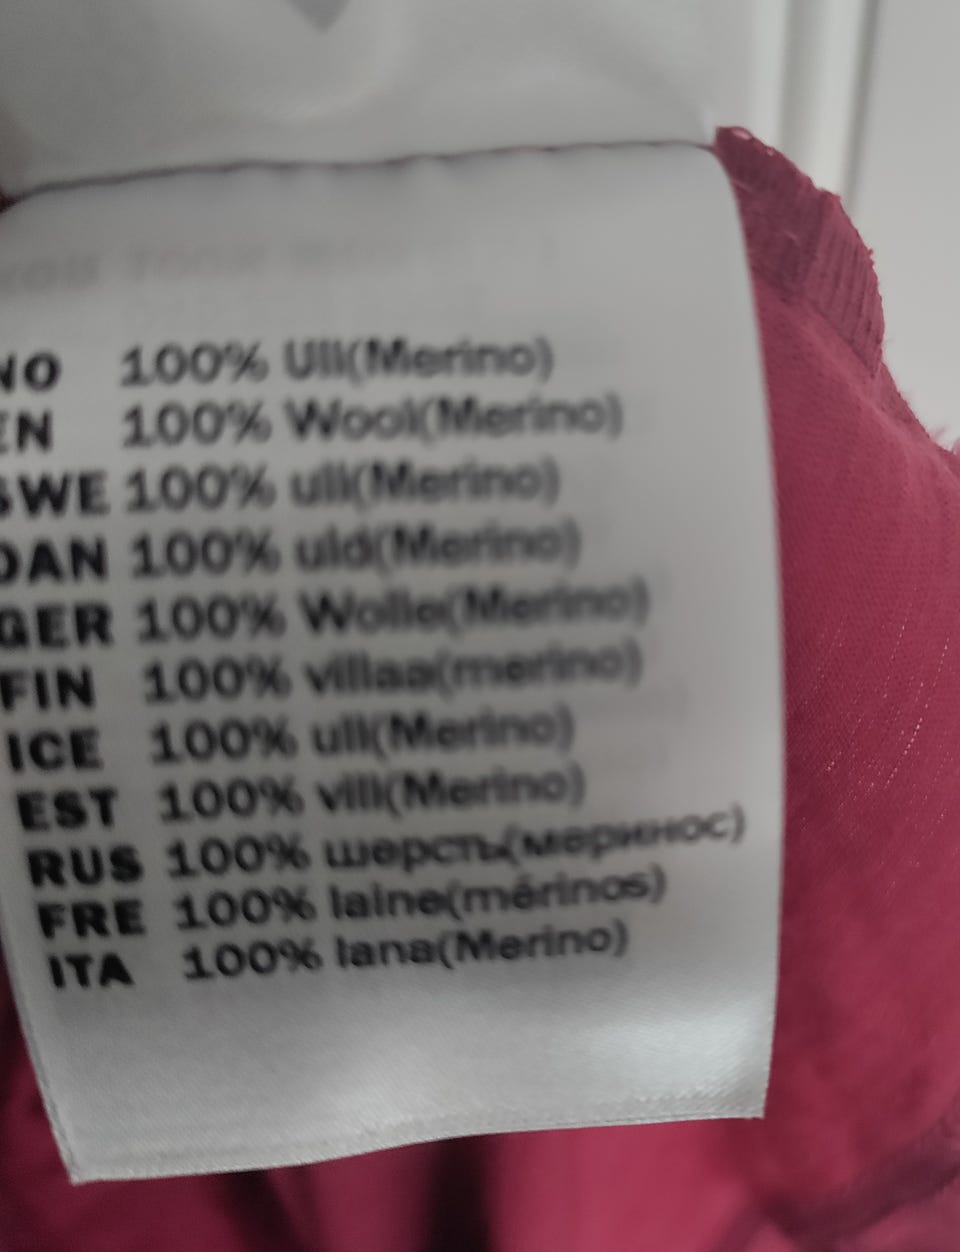 NO 100% Ull(Merino)
EN 100% Wool(Merino)
SWE 100% ull(Merino)
DAN 100% uld(Merino)
GER 100% Wolle(Merino)
FIN 100% villaa(merino)
ICE 100% ull(Merino)
EST 100% vill(Merino)
RUS 100% шерсть(меринос)
FRE 100% laine(mérinos)
ITA 100% lana(Merino)